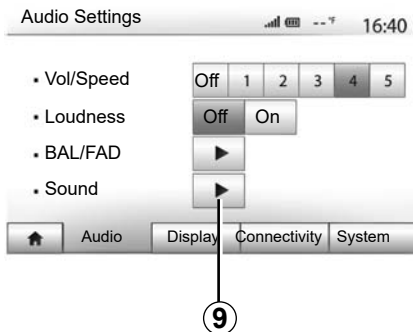 Audio Settings -- °F 16:40
• Vol/Speed Off 1 2 3 4 5
• Loudness Off On
• BAL/FAD
• Sound
Audio Display Connectivity System
9